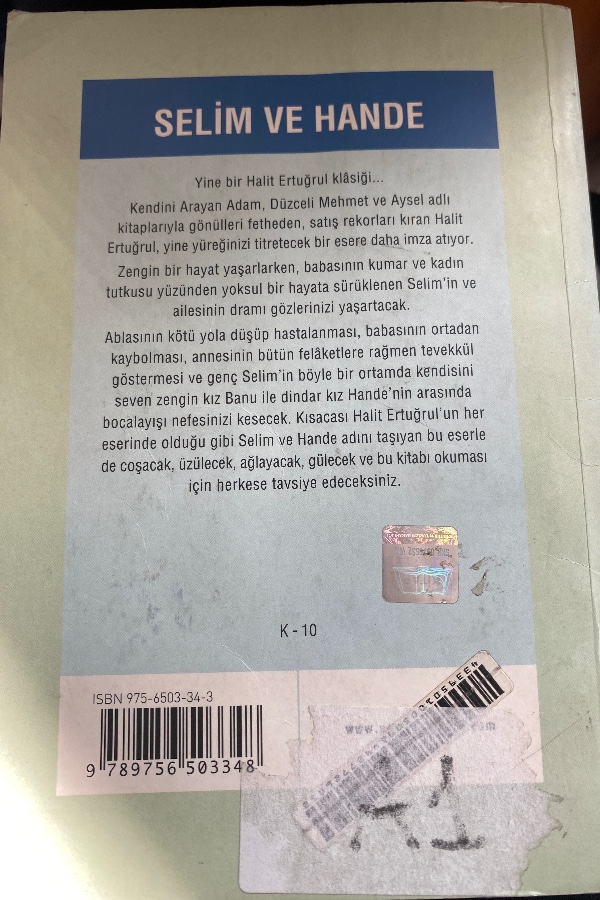 SELİM VE HANDE
Yine bir Halit Ertuğrul klâsiği...
Kendini Arayan Adam, Düzceli Mehmet ve Aysel adlı
kitaplarıyla gönülleri fetheden, satış rekorları kıran Halit
Ertuğrul, yine yüreğinizi titretecek bir esere daha imza atıyor.
Zengin bir hayat yaşarlarken, babasının kumar ve kadın
tutkusu yüzünden yoksul bir hayata sürüklenen Selim'in ve
ailesinin dramı gözlerinizi yaşartacak.
Ablasının kötü yola düşüp hastalanması, babasının ortadan
kaybolması, annesinin bütün felâketlere rağmen tevekkül
göstermesi ve genç Selim'in böyle bir ortamda kendisini
seven zengin kız Banu ile dindar kız Hande'nin arasında
bocalayışı nefesinizi kesecek. Kısacası Halit Ertuğrul'un her
eserinde olduğu gibi Selim ve Hande adını taşıyan bu eserle
de coşacak, üzülecek, ağlayacak, gülecek ve bu kitabı okuması
için herkese tavsiye edeceksiniz.
K - 10
ISBN 975-6503-34-3
9 789756 503348